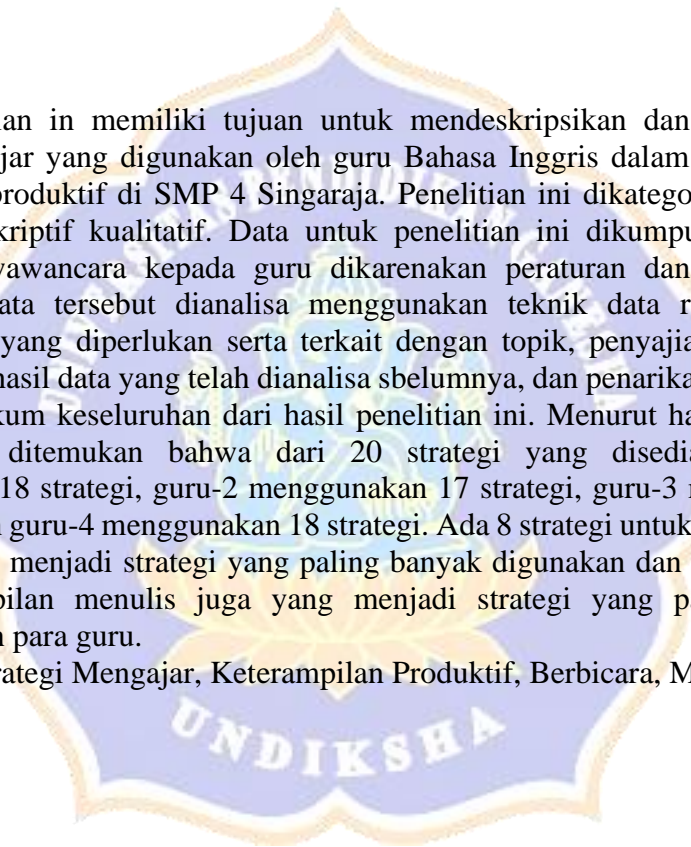 ian in memiliki tujuan untuk mendeskripsikan dan
jar yang digunakan oleh guru Bahasa Inggris dalam
produktif di SMP 4 Singaraja. Penelitian ini dikatego
kriptif kualitatif. Data untuk penelitian ini dikumpu
wawancara kepada guru dikarenakan peraturan dan
ata tersebut dianalisa menggunakan teknik data r
yang diperlukan serta terkait dengan topik, penyajia
hasil data yang telah dianalisa sbelumnya, dan penarika
kum keseluruhan dari hasil penelitian ini. Menurut ha
ditemukan bahwa dari 20 strategi yang disedia
18 strategi, guru-2 menggunakan 17 strategi, guru-3
n guru-4 menggunakan 18 strategi. Ada 8 strategi untuk
menjadi strategi yang paling banyak digunakan dan
pilan menulis juga yang menjadi strategi yang pa
n para guru.
rategi Mengajar, Keterampilan Produktif, Berbicara, M
UNDIKSHA